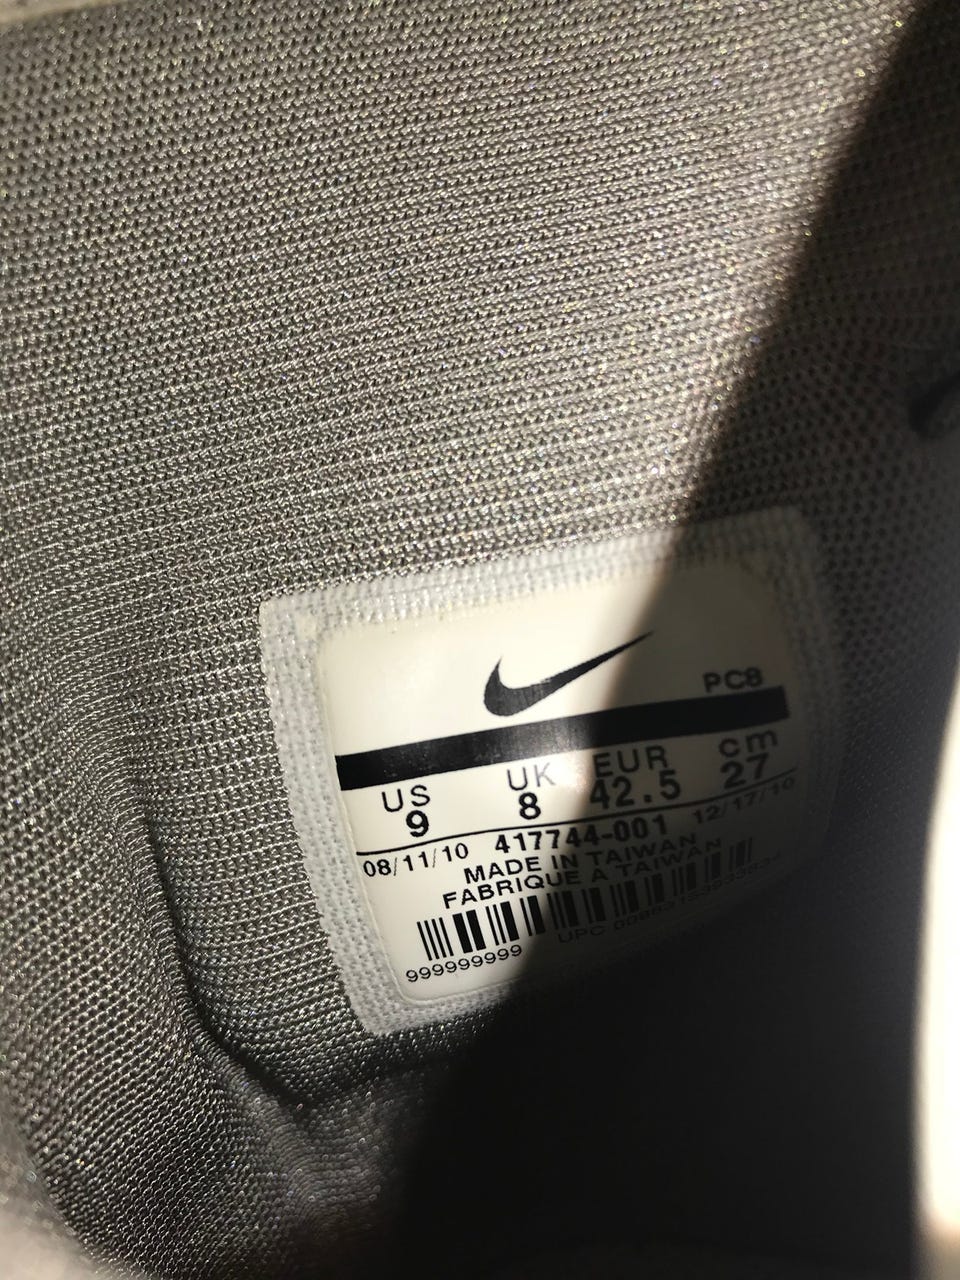 PC8
US UK EUR cm
9 8 42.5 27
08/11/10 417744-001 12/17/10
MADE IN TAIWAN
FABRIQUE A TAIWAN
999999999 UPC